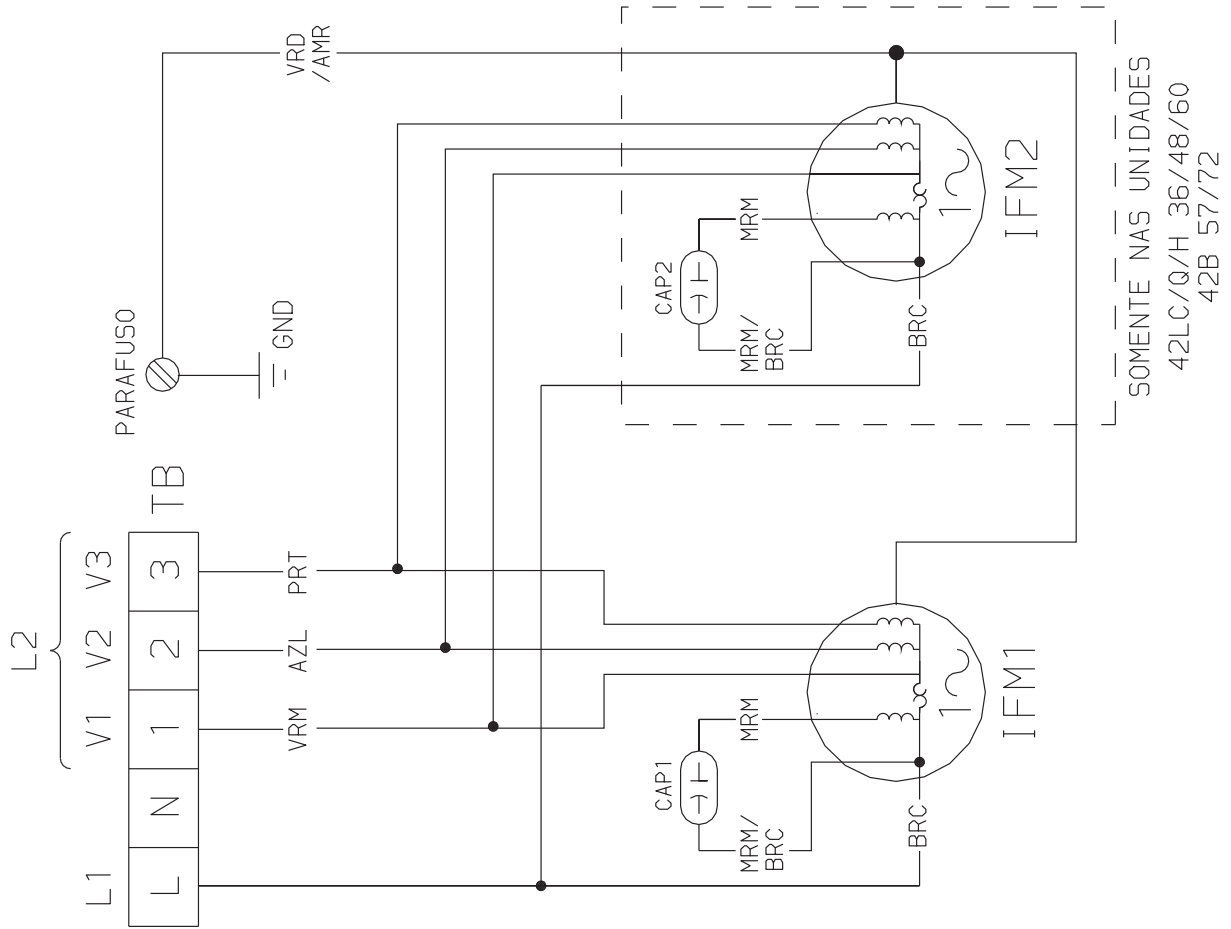 L2
V3
V2
V1
L1
3
2
1
N
L
TB
PARAFUSO
GND
VRD
/AMR
PRT
AZL
VRM
CAP2
MRM
MRM/
BRC
BRC
1
IFM2
CAP1
MRM
MRM/
BRC
BRC
1
IFM1
SOMENTE NAS UNIDADES
42LC/Q/H 36/48/60
42B 57/72